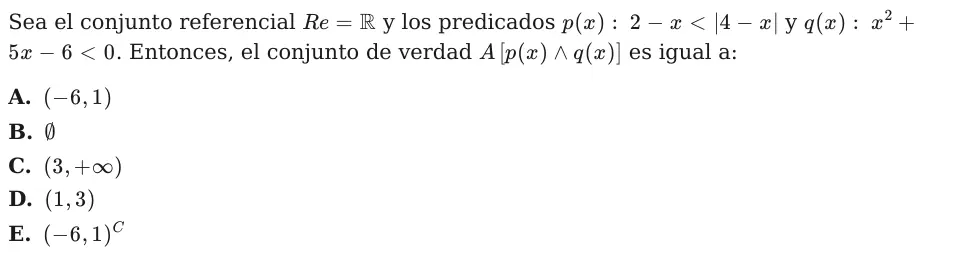 Sea el conjunto referencial Re = ℝ y los predicados p(x) : 2 − x < |4 − x| y q(x) : x² +
5x − 6 < 0. Entonces, el conjunto de verdad A [p(x) ∧ q(x)] es igual a:
A. (−6, 1)
B. ∅
C. (3, +∞)
D. (1, 3)
E. (−6, 1)ᶜ